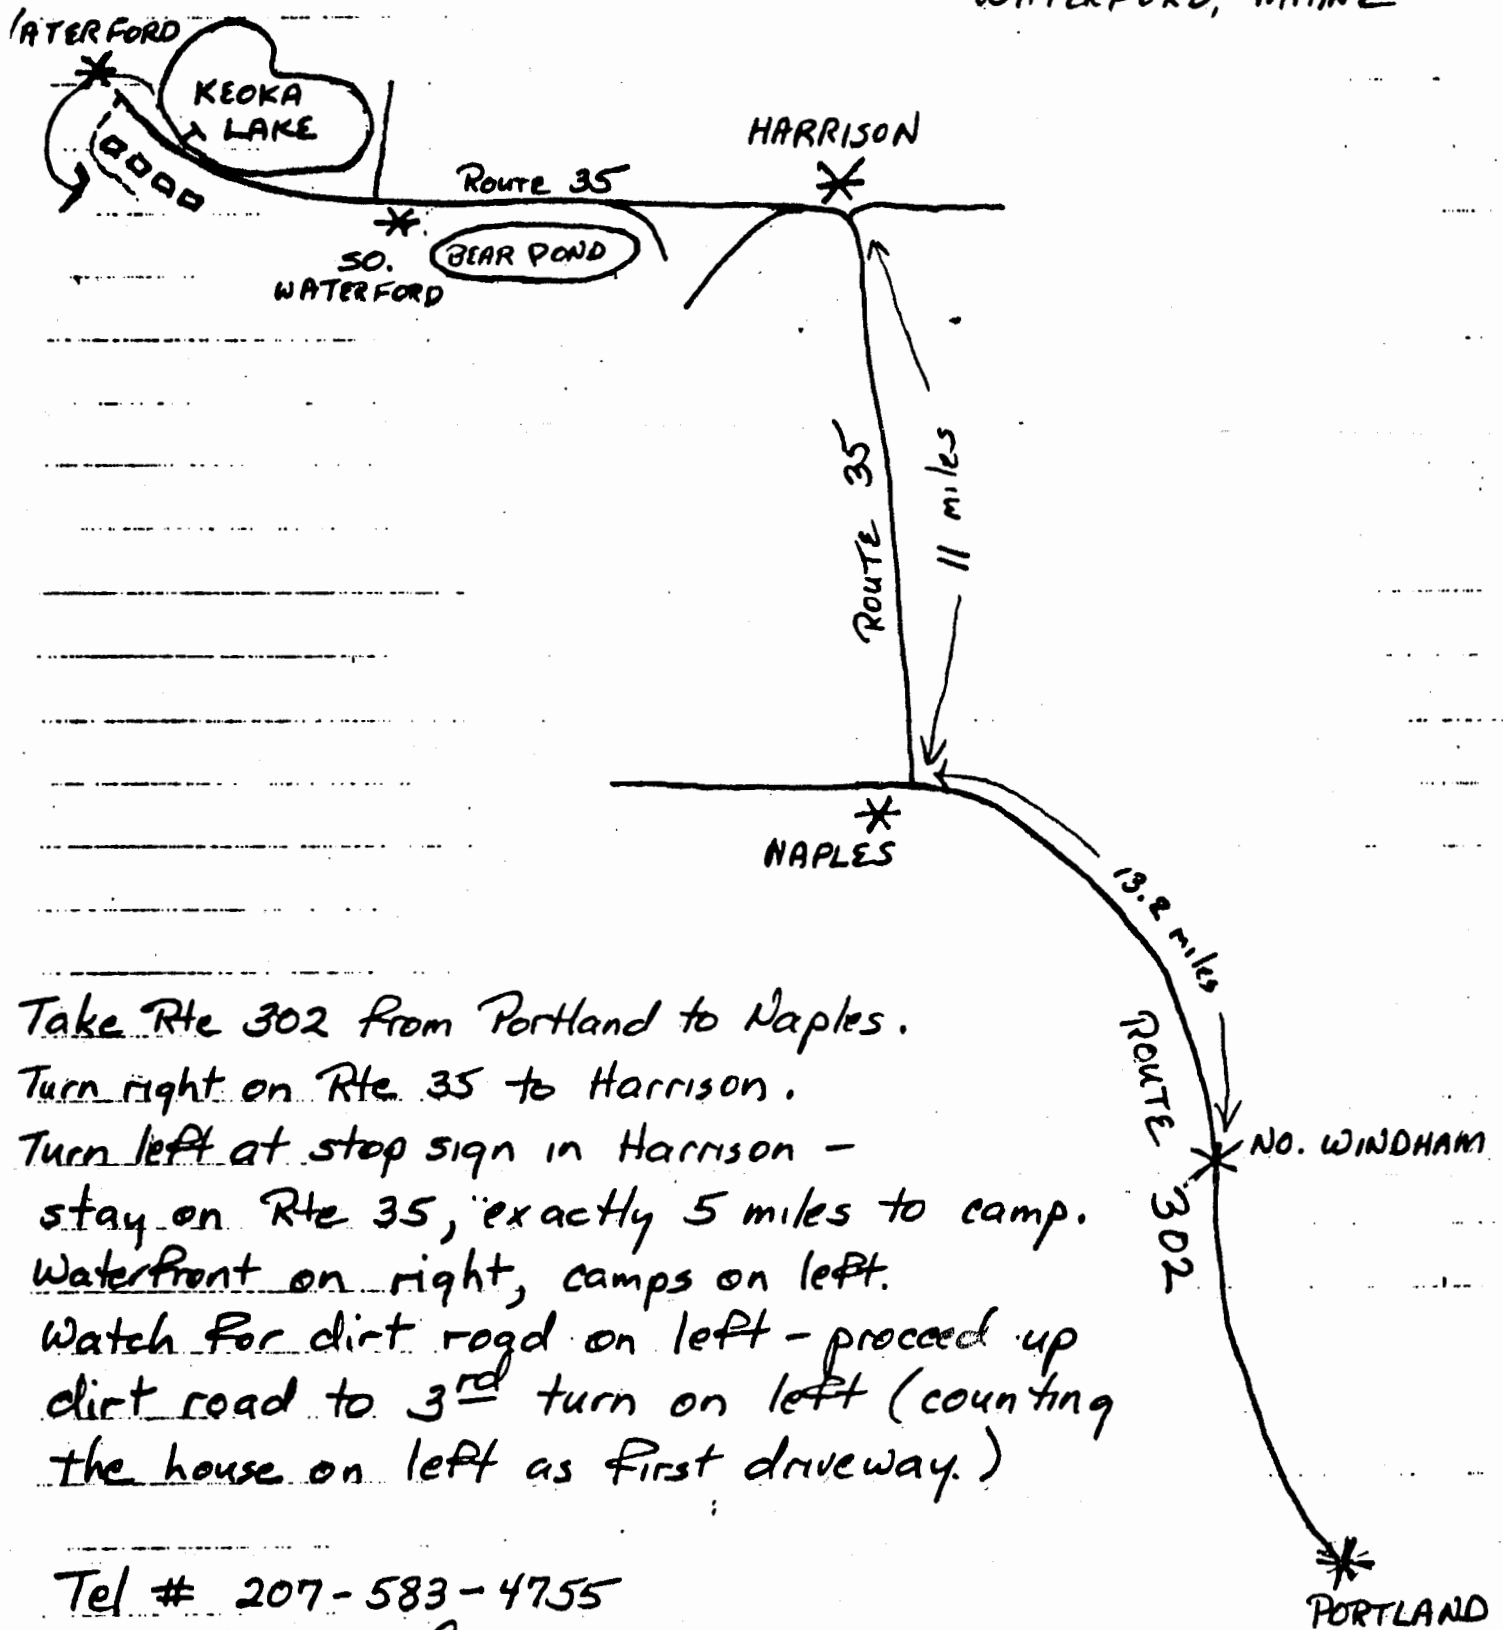 WATERFORD, MAINE
WATERFORD
KEOKA
LAKE
HARRISON
Route 35
SO.
WATERFORD
BEAR POND
ROUTE 35
11 miles
NAPLES
13.2 miles
ROUTE 302
NO. WINDHAM
Take Rte 302 from Portland to Naples.
Turn right on Rte 35 to Harrison.
Turn left at stop sign in Harrison -
stay on Rte 35, exactly 5 miles to camp.
Waterfront on right, camps on left.
Watch for dirt road on left - proceed up
dirt road to 3rd turn on left (counting
the house on left as first driveway.)
Tel # 207-583-4755
PORTLAND